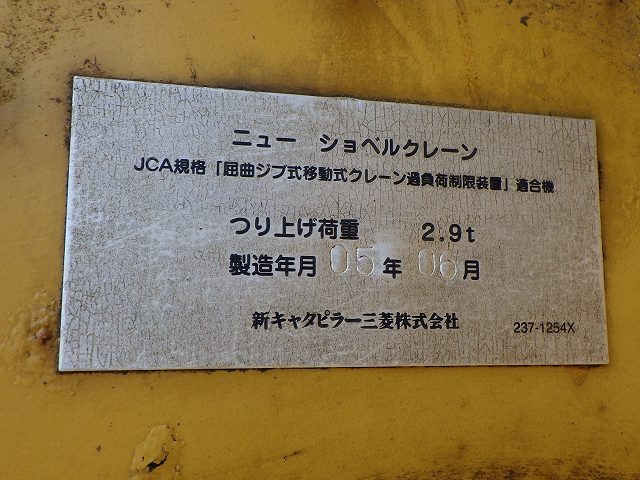 ニュー ショベルクレーン
JCA規格「屈曲ジブ式移動式クレーン過負荷制限装置」適合機
つり上げ荷重 2.9t
製造年月 05年 06月
新キャタピラー三菱株式会社
237-1254X